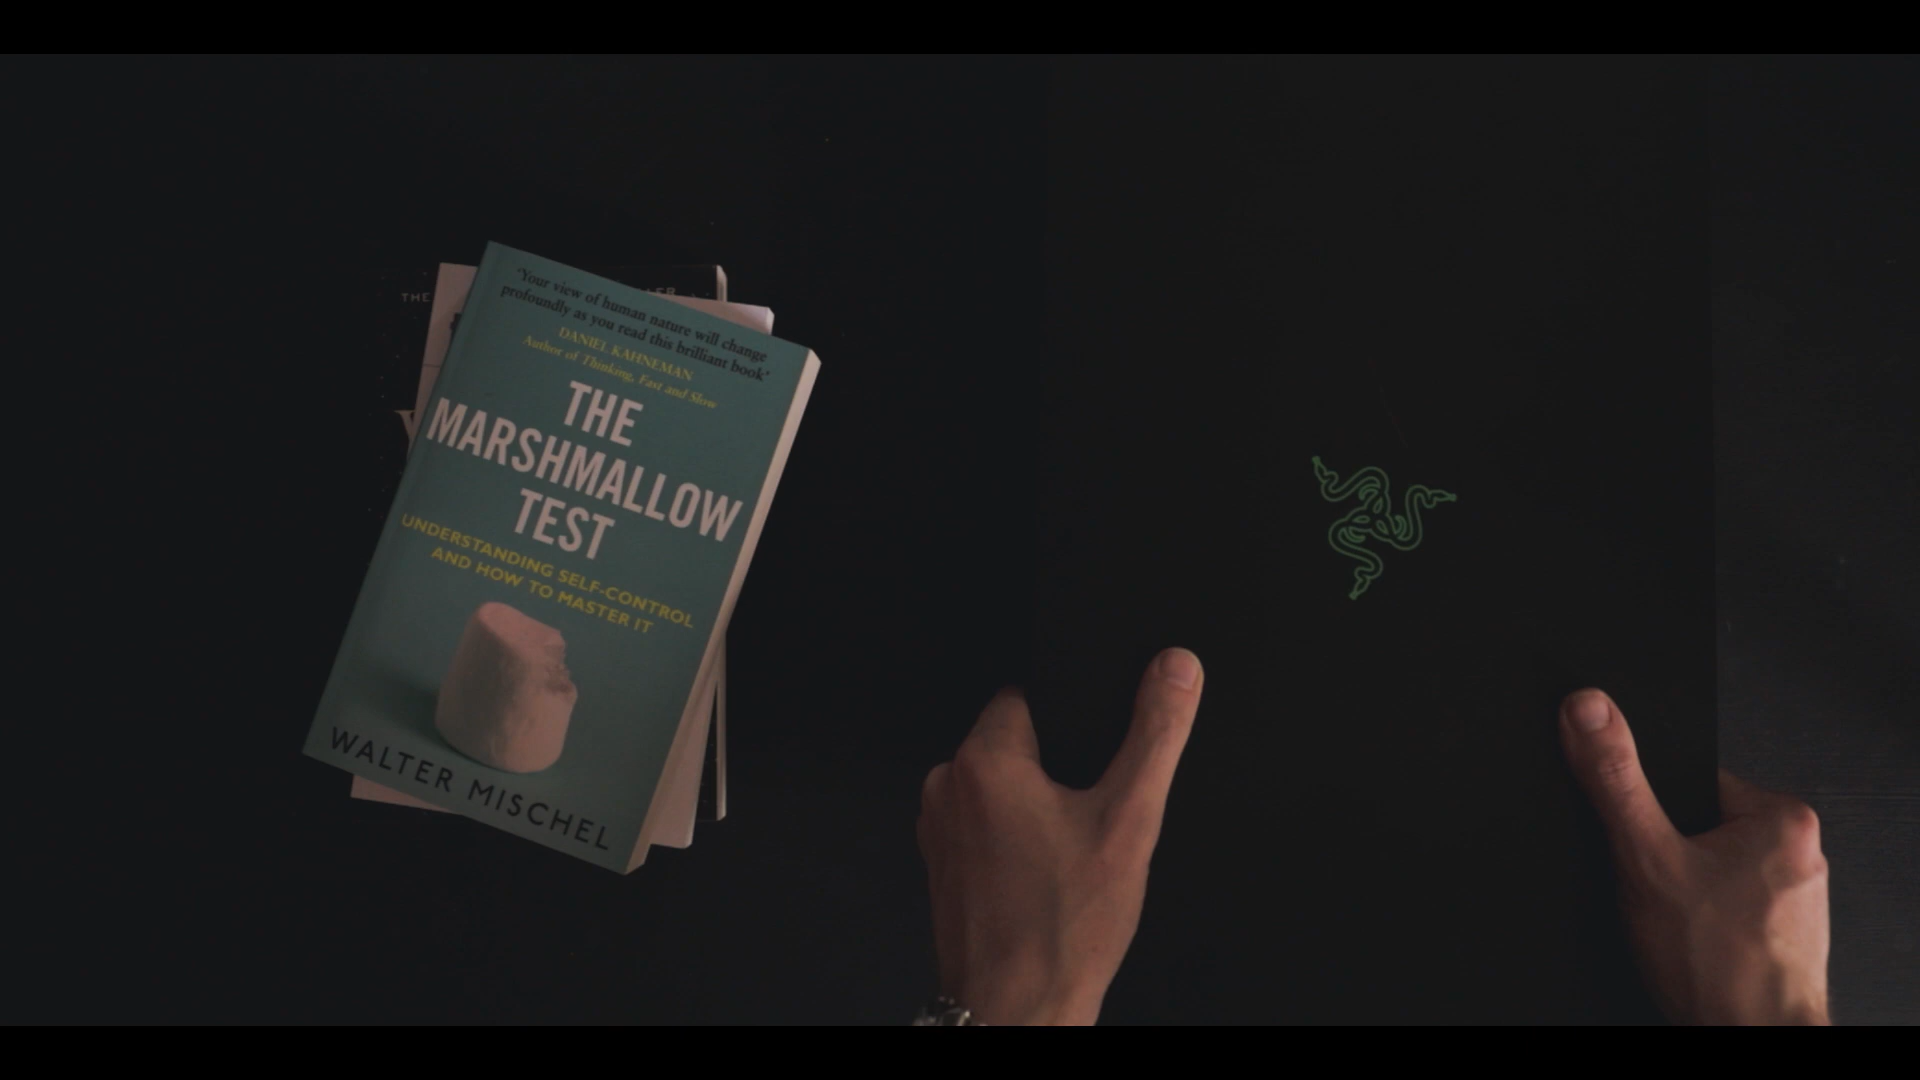 'Your view of human nature will change
profoundly as you read this brilliant book'
DANIEL KAHNEMAN
Author of Thinking, Fast and Slow
THE
THE
MARSHMALLOW
TEST
UNDERSTANDING SELF-CONTROL
AND HOW TO MASTER IT
WALTER MISCHEL